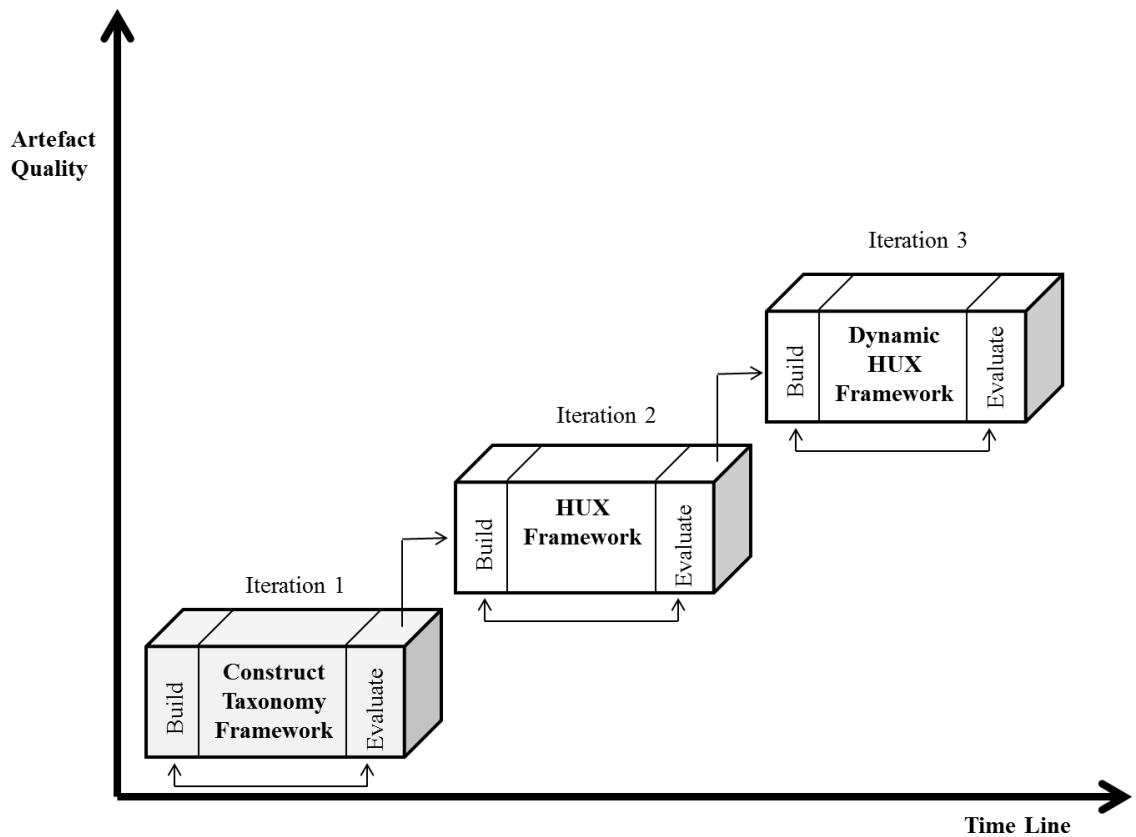 Artefact
Quality
Iteration 3
Build
Dynamic
HUX
Framework
Evaluate
Iteration 2
Build
HUX
Framework
Evaluate
Iteration 1
Build
Construct
Taxonomy
Framework
Evaluate
Time Line